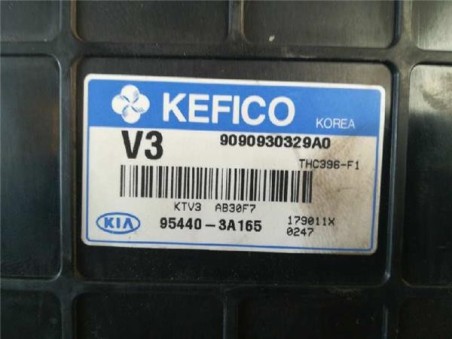 KEFICO
KOREA
V3 9090930329A0
THC396-F1
KTV3 AB30F7
KIA 95440-3A165 179011X
0247